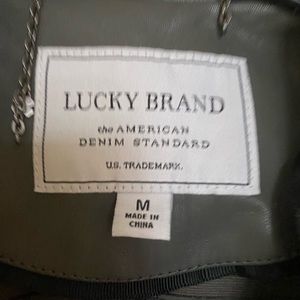 LUCKY BRAND
the AMERICAN
DENIM STANDARD
U.S. TRADEMARK.
M
MADE IN
CHINA